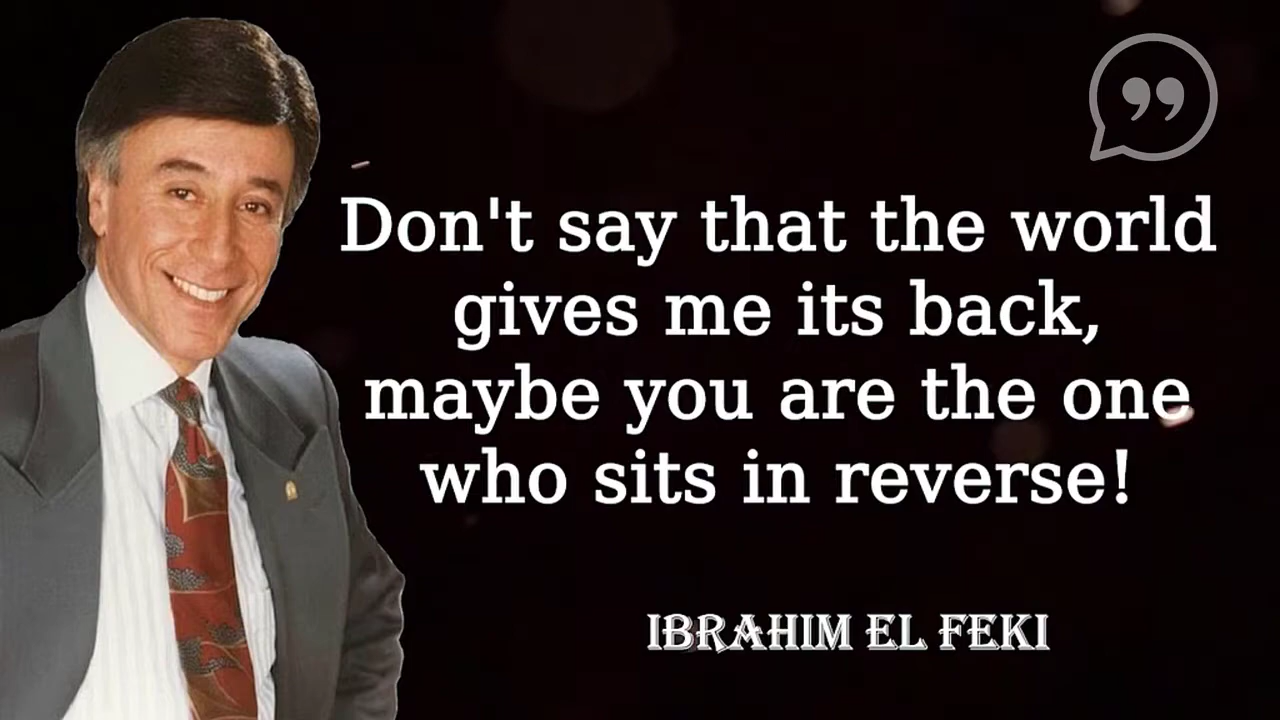 Don't say that the world
gives me its back,
maybe you are the one
who sits in reverse!
IBRAHIM EL FEKI